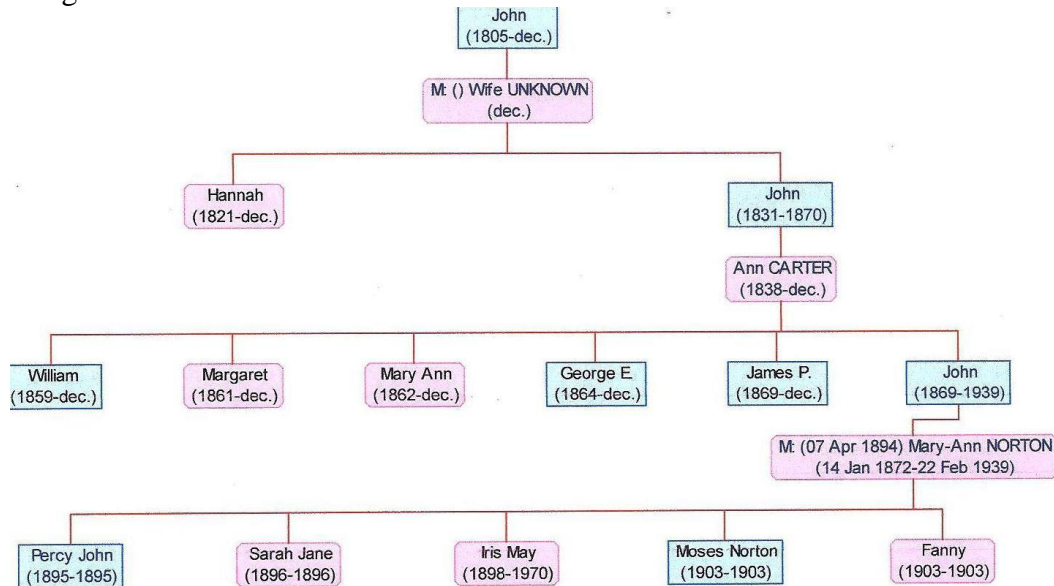 John
(1805-dec.)
M: () Wife UNKNOWN
(dec.)
Hannah
(1821-dec.)
John
(1831-1870)
Ann CARTER
(1838-dec.)
William
(1859-dec.)
Margaret
(1861-dec.)
Mary Ann
(1862-dec.)
George E.
(1864-dec.)
James P.
(1869-dec.)
John
(1869-1939)
M: (07 Apr 1894) Mary-Ann NORTON
(14 Jan 1872-22 Feb 1939)
Percy John
(1895-1895)
Sarah Jane
(1896-1896)
Iris May
(1898-1970)
Moses Norton
(1903-1903)
Fanny
(1903-1903)